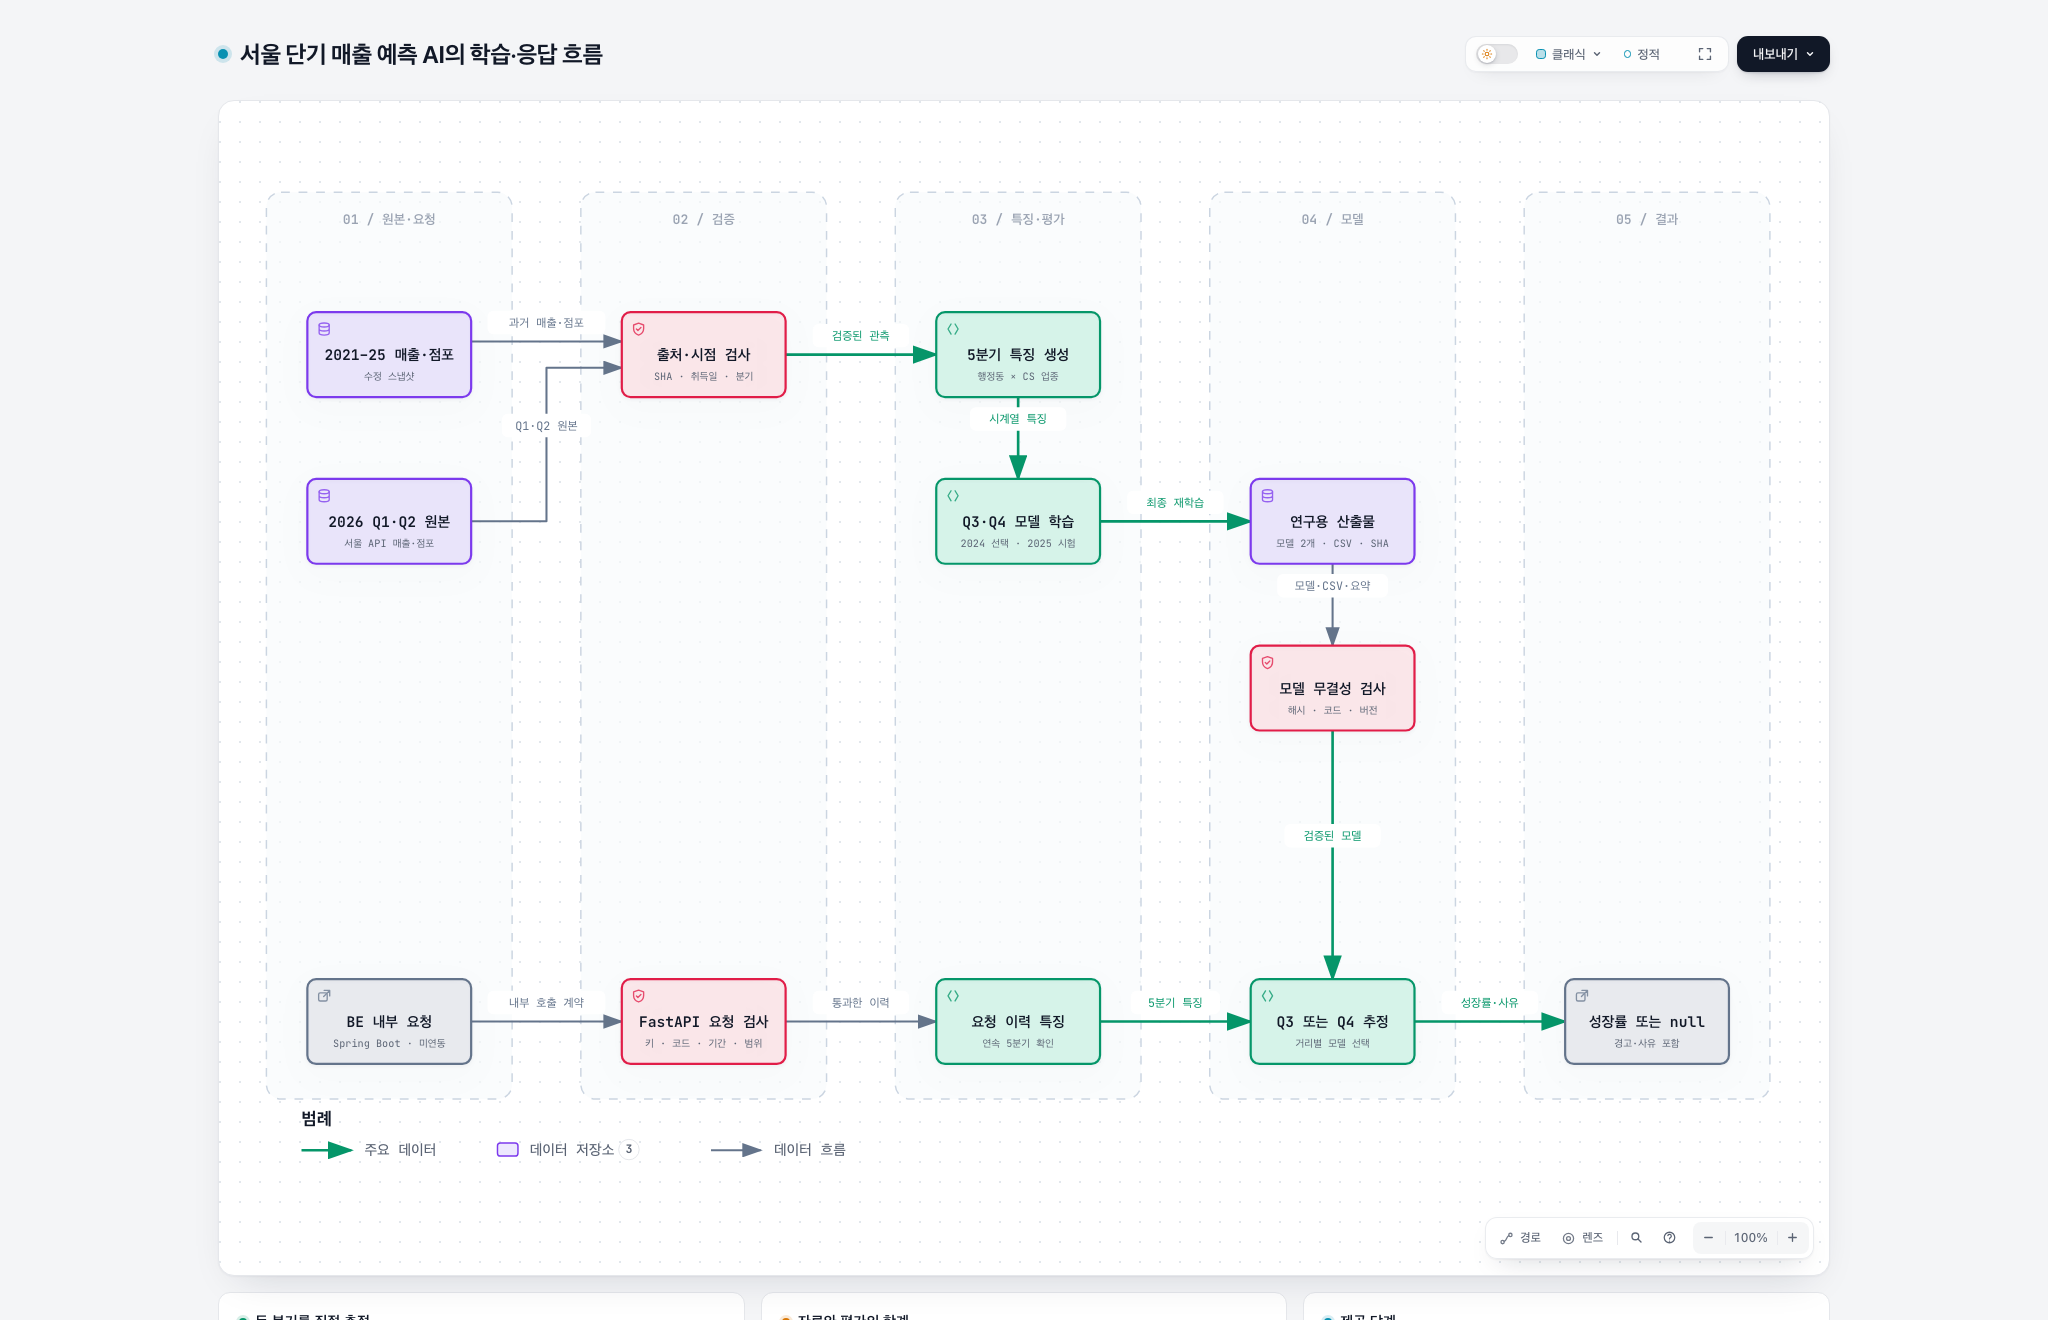 서울 단기 매출 예측 AI의 학습·응답 흐름
클래식
정적
내보내기
01 / 원본·요청
02 / 검증
03 / 특징·평가
04 / 모델
05 / 결과
2021–25 매출·점포
수정 스냅샷
과거 매출·점포
출처·시점 검사
SHA · 취득일 · 분기
검증된 관측
5분기 특징 생성
행정동 × CS 업종
Q1·Q2 원본
시계열 특징
2026 Q1·Q2 원본
서울 API 매출·점포
Q3·Q4 모델 학습
2024 선택 · 2025 시험
최종 재학습
연구용 산출물
모델 2개 · CSV · SHA
모델·CSV·요약
모델 무결성 검사
해시 · 코드 · 버전
검증된 모델
BE 내부 요청
Spring Boot · 미연동
내부 호출 계약
FastAPI 요청 검사
키 · 코드 · 기간 · 범위
통과한 이력
요청 이력 특징
연속 5분기 확인
5분기 특징
Q3 또는 Q4 추정
거리별 모델 선택
성장률·사유
성장률 또는 null
경고·사유 포함
범례
주요 데이터
데이터 저장소 3
데이터 흐름
경로
렌즈
100%